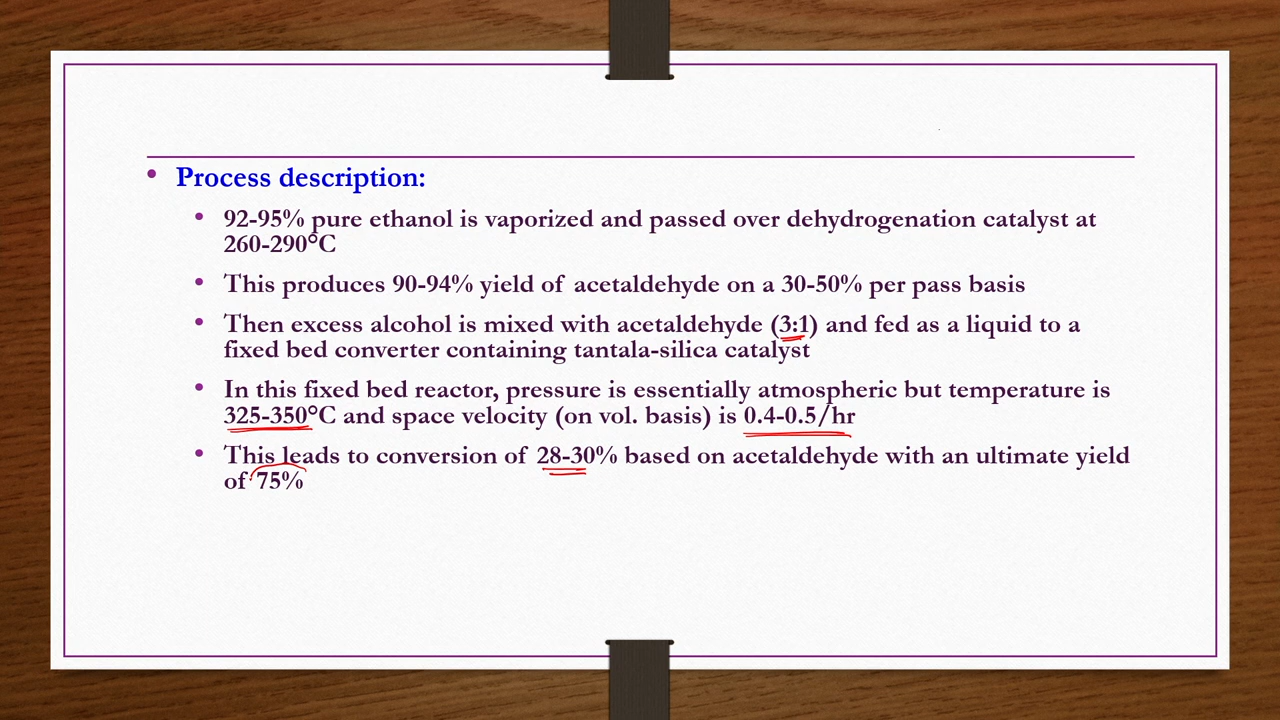 • Process description:
• 92-95% pure ethanol is vaporized and passed over dehydrogenation catalyst at
260-290°C
• This produces 90-94% yield of acetaldehyde on a 30-50% per pass basis
• Then excess alcohol is mixed with acetaldehyde (3:1) and fed as a liquid to a
fixed bed converter containing tantala-silica catalyst
• In this fixed bed reactor, pressure is essentially atmospheric but temperature is
325-350°C and space velocity (on vol. basis) is 0.4-0.5/hr
• This leads to conversion of 28-30% based on acetaldehyde with an ultimate yield
of 75%